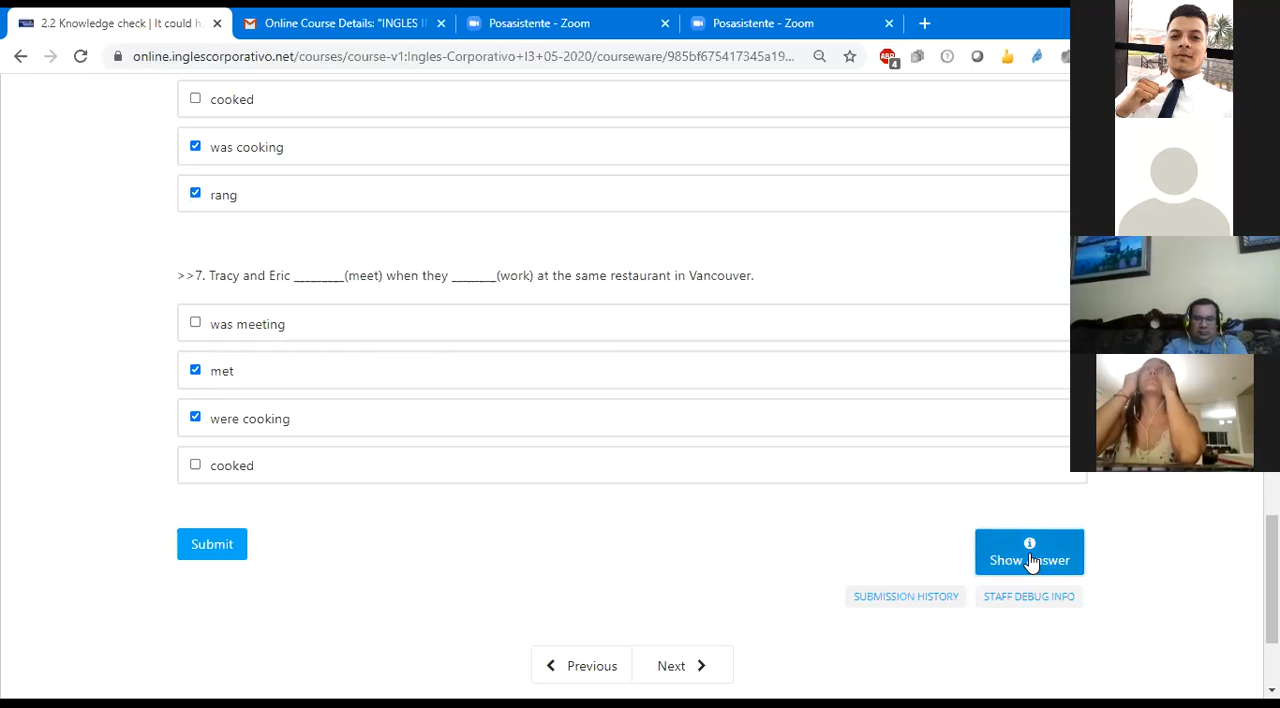 2.2 Knowledge check | It could h
Online Course Details: "INGLES I
Posasistente - Zoom
Posasistente - Zoom
online.inglescorporativo.net/courses/course-v1:
+I3+05-2020/courseware/
4
cooked
was cooking
rang
>>7. Tracy and Eric ________(meet) when they _______(work) at the same restaurant in Vancouver.
was meeting
met
were cooking
cooked
Submit
Show Answer
SUBMISSION HISTORY
STAFF DEBUG INFO
Previous
Next